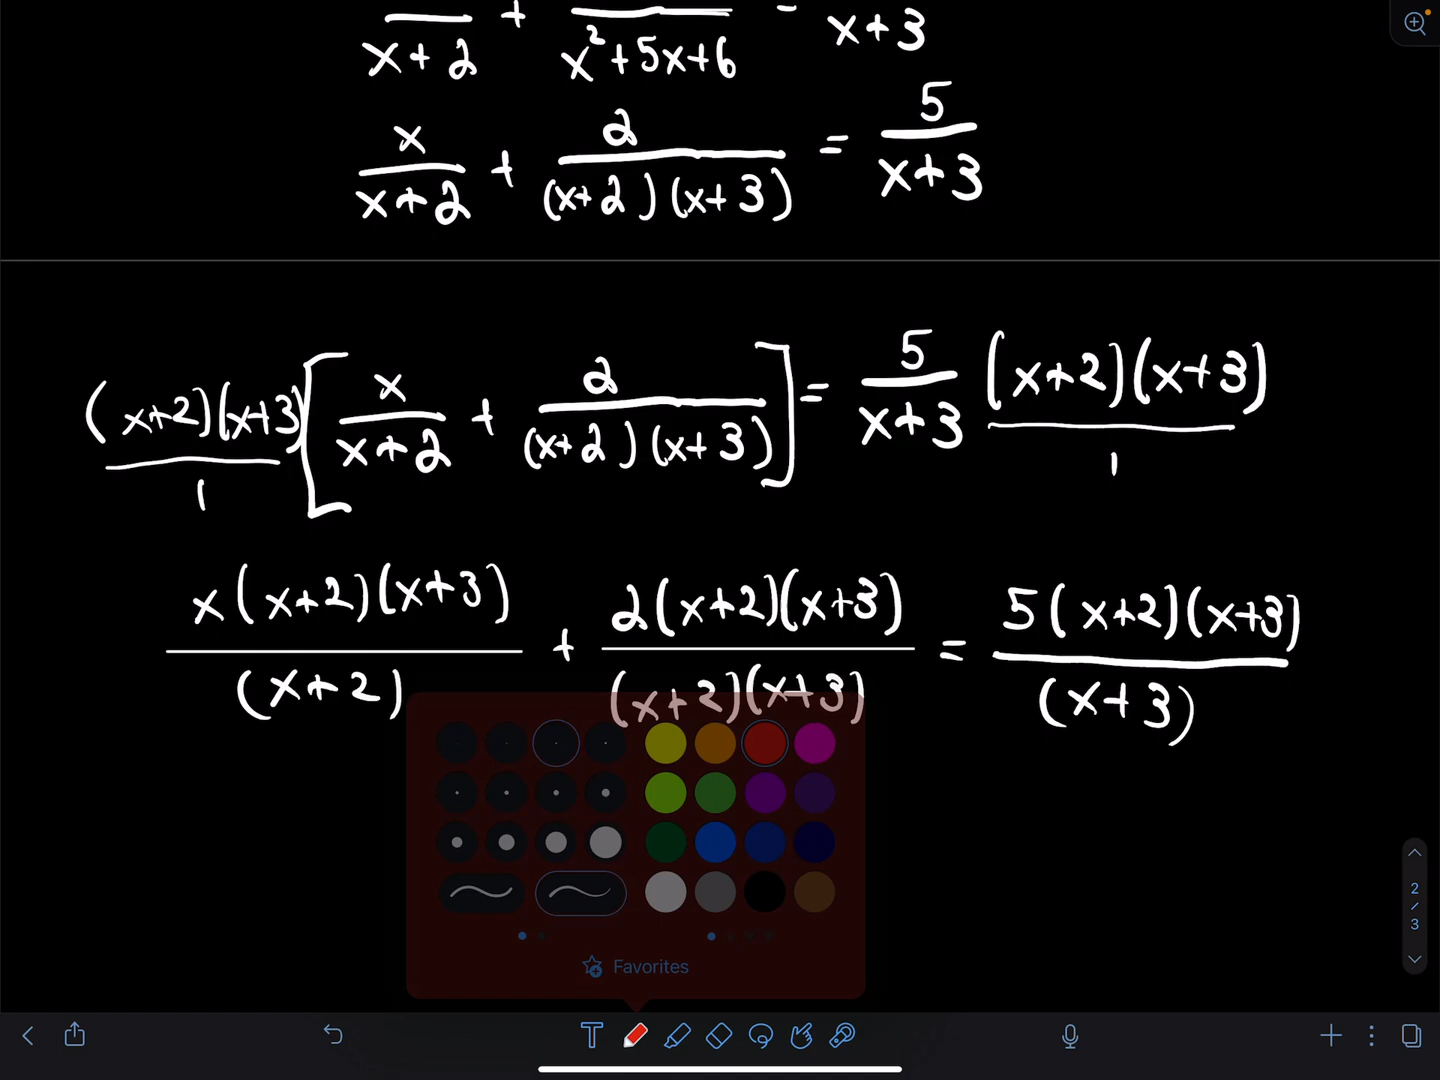 x+2 + x²+5x+6 = x+3
x/(x+2) + 2/((x+2)(x+3)) = 5/(x+3)
(x+2)(x+3)/1 [x/(x+2) + 2/((x+2)(x+3))] = 5/(x+3) (x+2)(x+3)/1
x(x+2)(x+3)/(x+2) + 2(x+2)(x+3)/((x+2)(x+3)) = 5(x+2)(x+3)/(x+3)
Favorites
2
/
3
T